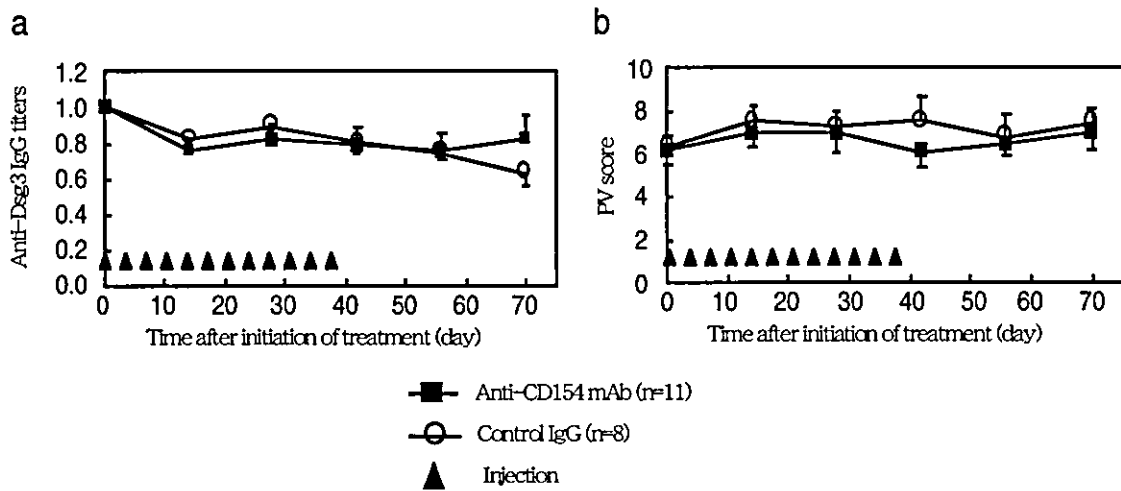 a
b
Anti-Dsg3 IgG titers
1.2
1.0
0.8
0.6
0.4
0.2
0.0
0 10 20 30 40 50 60 70
Time after initiation of treatment (day)
PV score
10
8
6
4
2
0
0 10 20 30 40 50 60 70
Time after initiation of treatment (day)
Anti-CD154 mAb (n=11)
Control IgG (n=8)
Injection